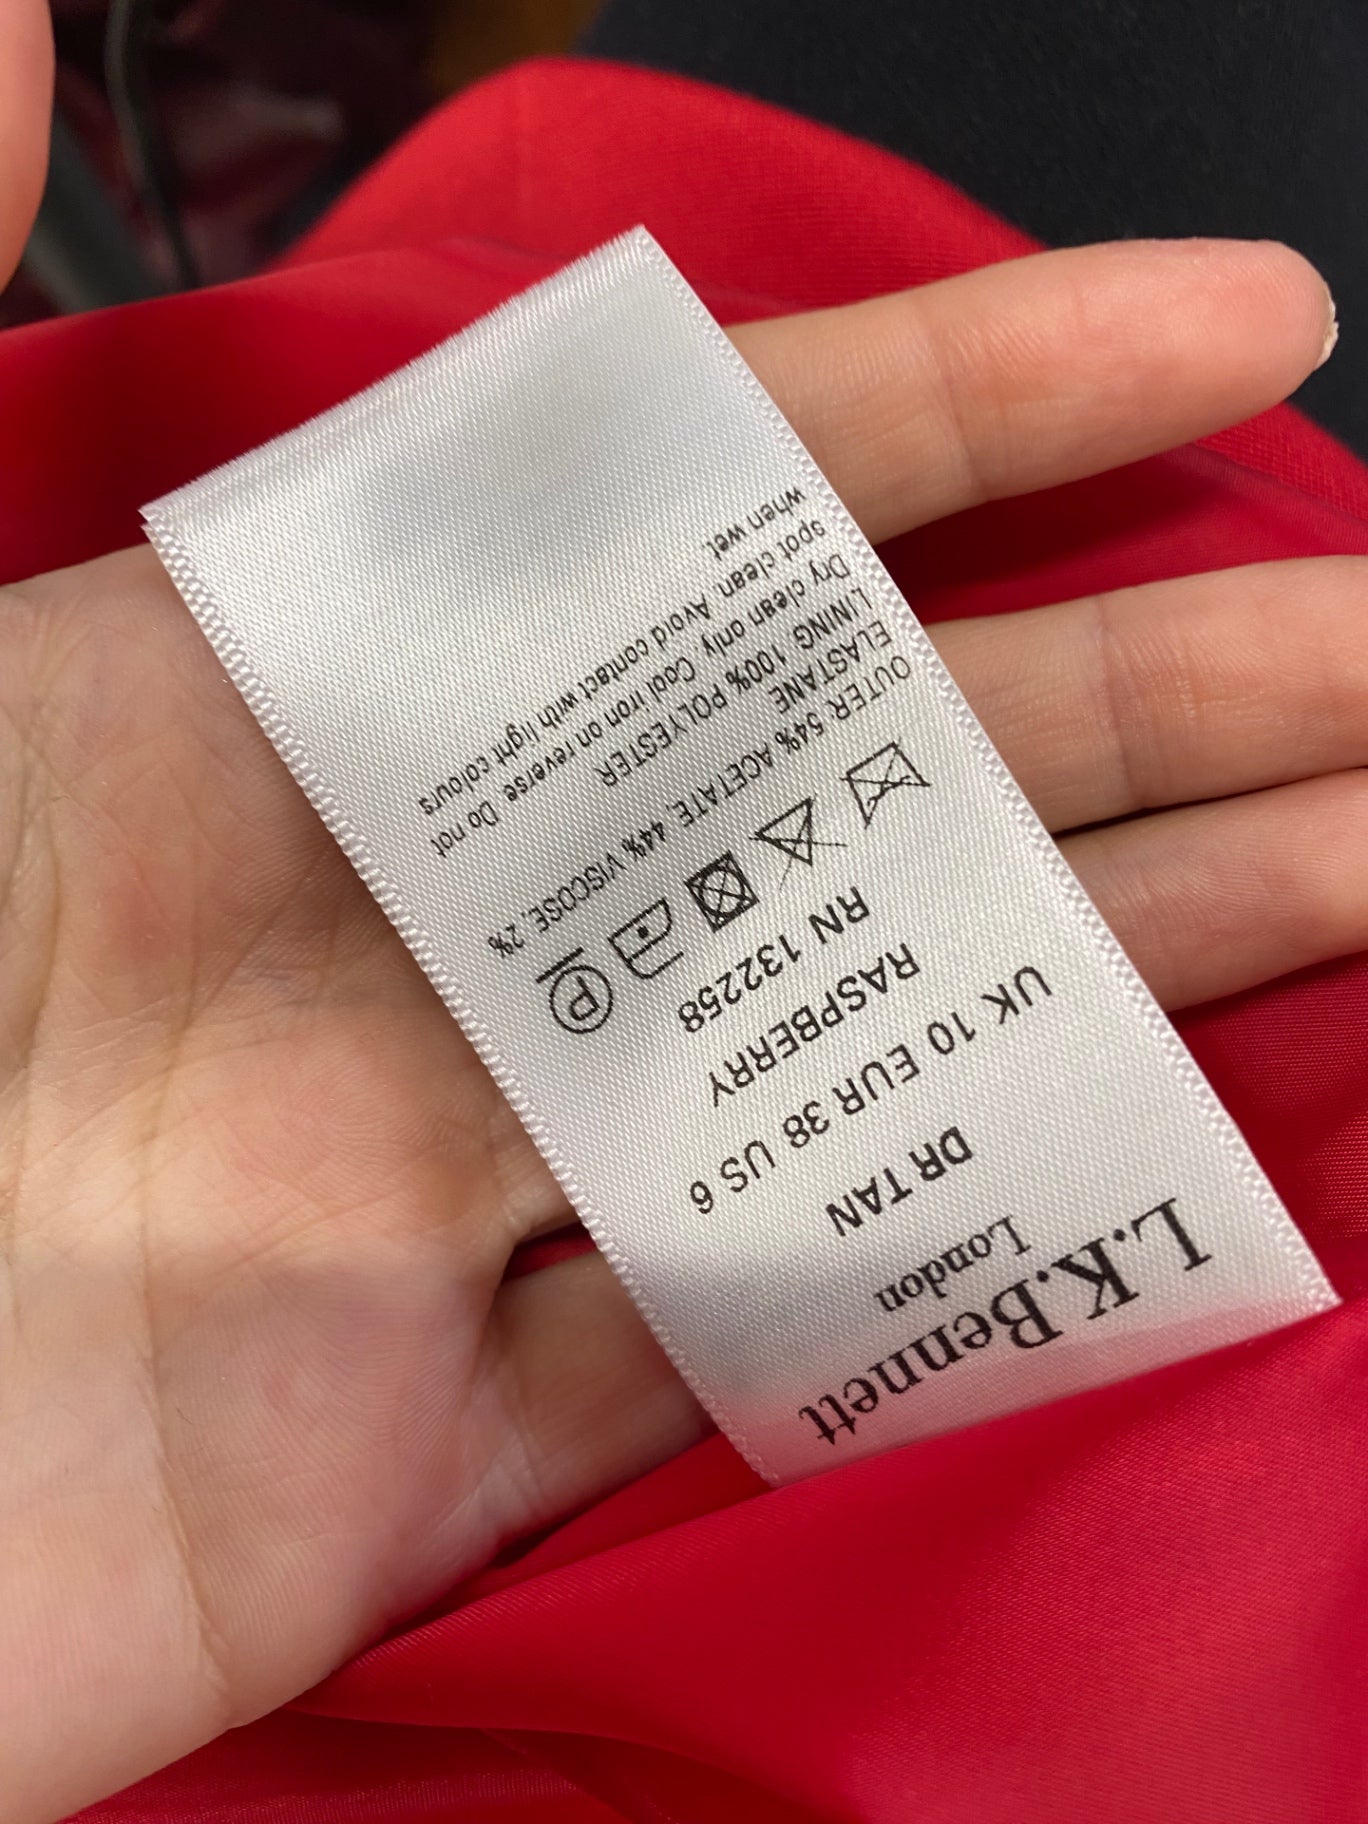 L.K.Bennett
London
DR TAN
UK 10 EUR 38 US 6
RASPBERRY
RN 132258
P
OUTER: 54% ACETATE, 44% VISCOSE, 2%
ELASTANE
LINING 100% POLYESTER
Dry clean only. Cool iron on reverse. Do not
spot clean. Avoid contact with light colours
when wet.